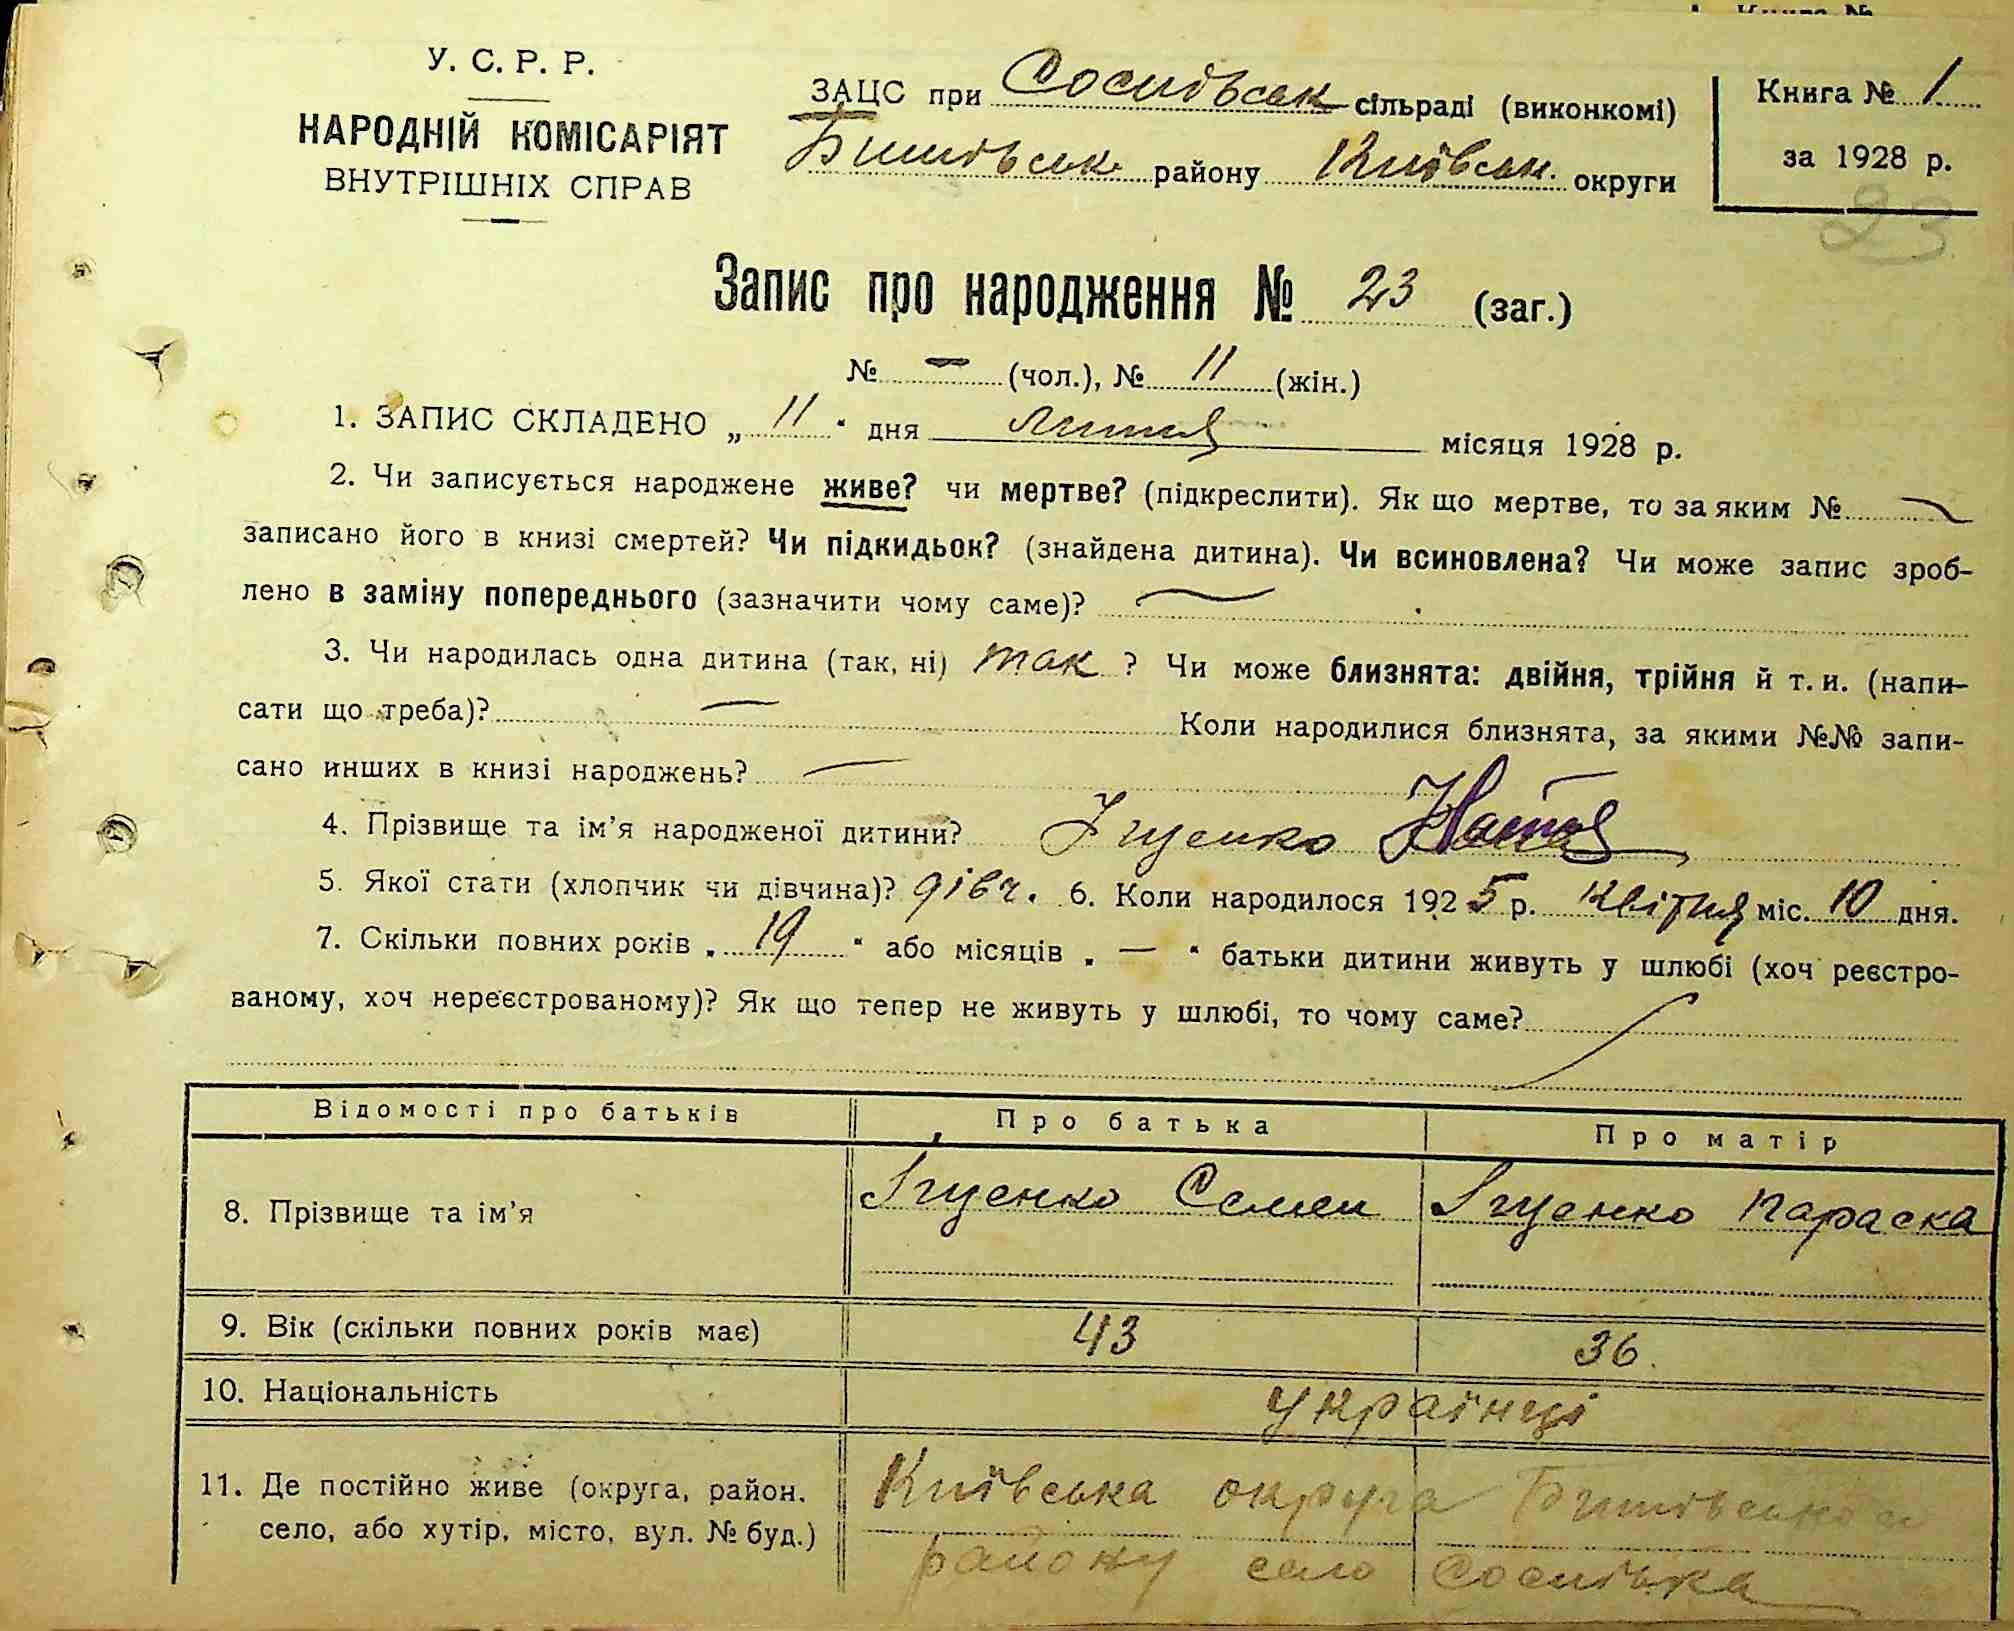 У. С. Р. Р.
НАРОДНІЙ КОМІСАРІЯТ
ВНУТРІШНІХ СПРАВ
ЗАЦС при Соснівськ сільраді (виконкомі)
Бишівськ району Київськ. округи
Книга № 1
за 1928 р.
23
Запис про народження № 23 (заг.)
№ — (чол.), № 11 (жін.)
1. ЗАПИС СКЛАДЕНО „ 11 “ дня липня місяця 1928 р.
2. Чи записується народжене живе? чи мертве? (підкреслити). Як що мертве, то за яким №
записано його в книзі смертей? Чи підкидьок? (знайдена дитина). Чи всиновлена? Чи може запис зроб-
лено в заміну попереднього (зазначити чому саме)? —
3. Чи народилась одна дитина (так, ні) так ? Чи може близнята: двійня, трійня й т. и. (напи-
сати що треба)? — Коли народилися близнята, за якими №№ запи-
сано инших в книзі народжень? —
4. Прізвище та ім'я народженої дитини? Іщенко
5. Якої стати (хлопчик чи дівчина)? дівч. 6. Коли народилося 1925 р. квітня міс. 10 дня.
7. Скільки повних років „ 19 “ або місяців „ — “ батьки дитини живуть у шлюбі (хоч реєстро-
ваному, хоч нереєстрованому)? Як що тепер не живуть у шлюбі, то чому саме?
Відомості про батьків Про батька Про матір
8. Прізвище та ім'я Іщенко Семен Іщенко Параска
9. Вік (скільки повних років має) 43 36
10. Національність українці
11. Де постійно живе (округа, район, село, або хутір, місто, вул. № буд.) Київська округа Бишівського
району село Соснівка